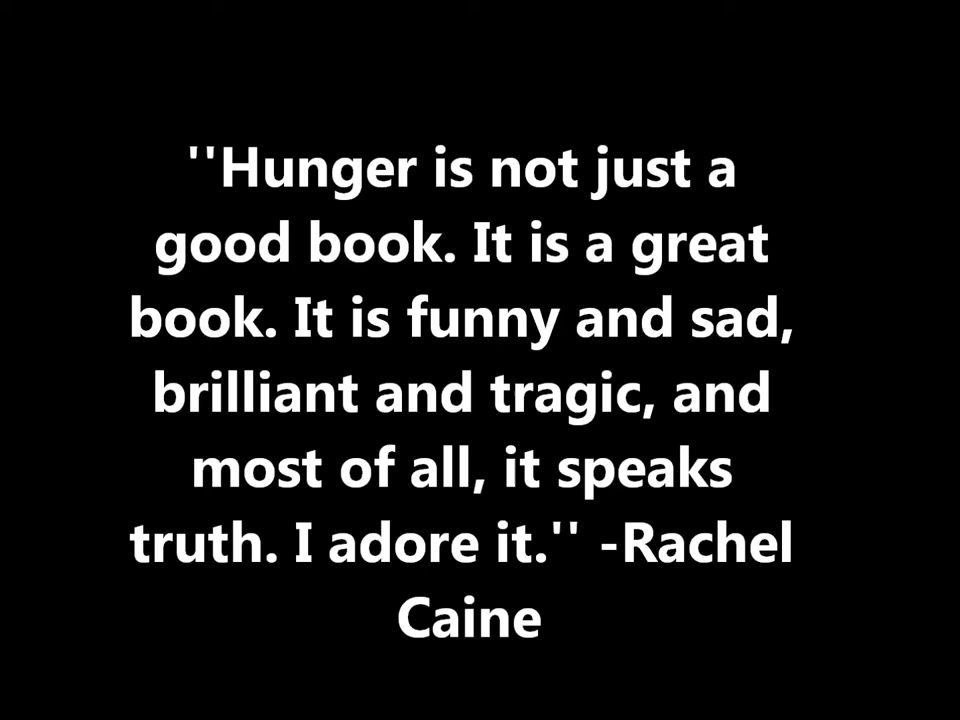 ''Hunger is not just a
good book. It is a great
book. It is funny and sad,
brilliant and tragic, and
most of all, it speaks
truth. I adore it.'' -Rachel
Caine